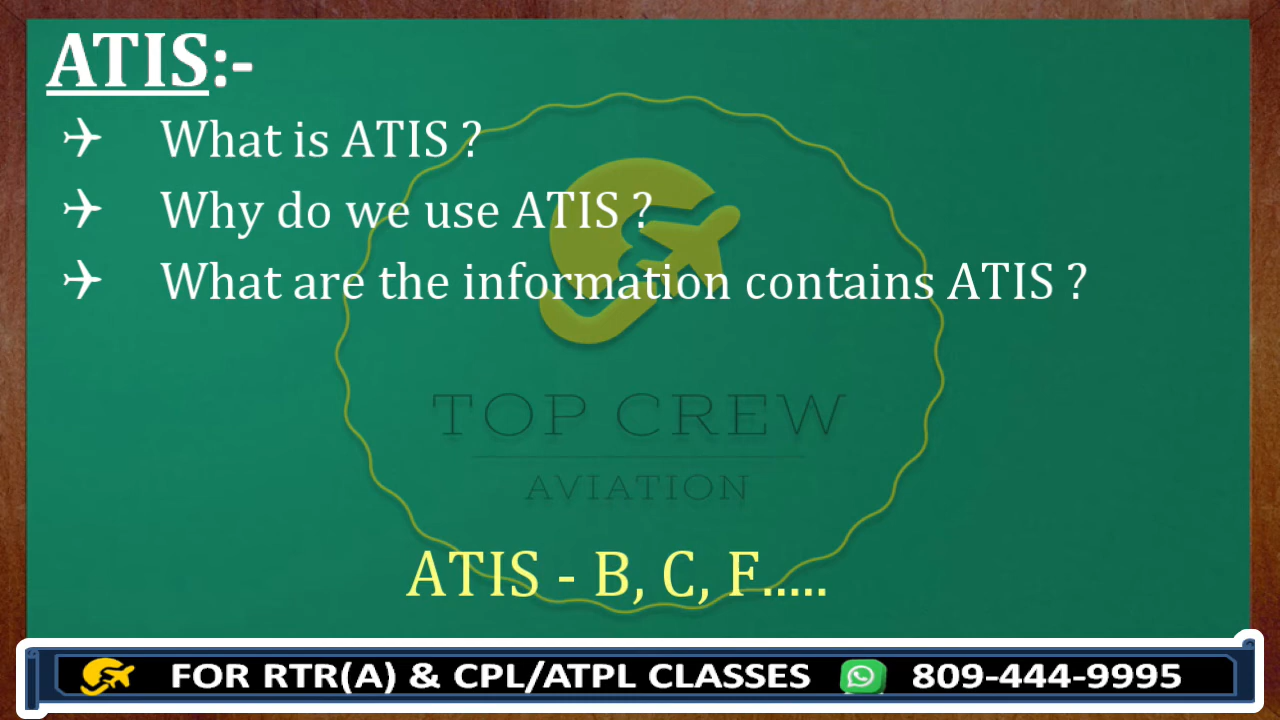 ATIS:-
What is ATIS ?
Why do we use ATIS ?
What are the information contains ATIS ?
TOP CREW
AVIATION
ATIS - B, C, F.....
FOR RTR(A) & CPL/ATPL CLASSES 809-444-9995